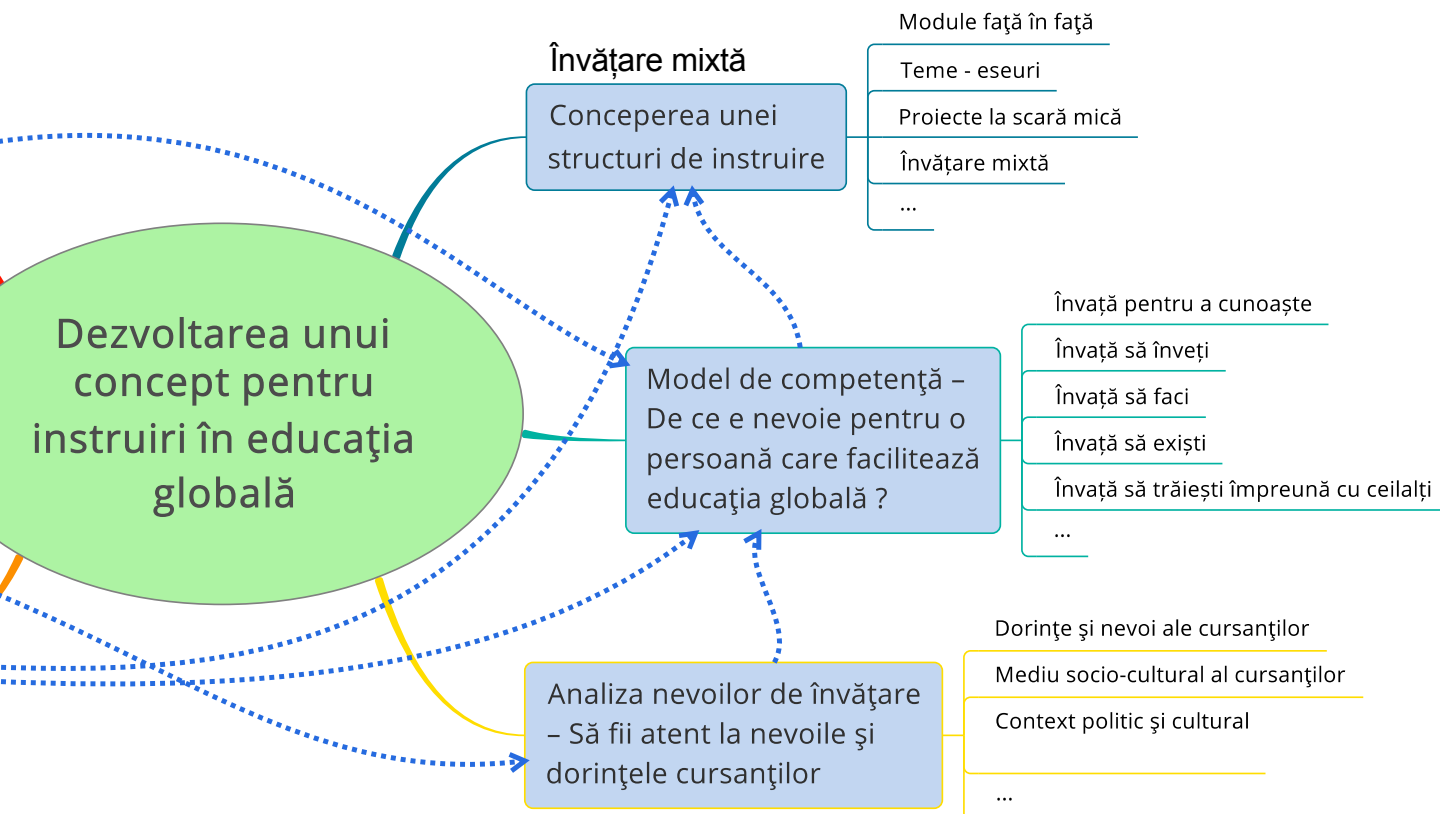 Învățare mixtă
Conceperea unei
structuri de instruire
Module faţă în faţă
Teme - eseuri
Proiecte la scară mică
Învățare mixtă
...
Dezvoltarea unui
concept pentru
instruiri în educaţia
globală
Model de competenţă –
De ce e nevoie pentru o
persoană care facilitează
educaţia globală ?
Învață pentru a cunoaște
Învață să înveți
Învață să faci
Învață să exiști
Învață să trăiești împreună cu ceilalți
...
Analiza nevoilor de învăţare
– Să fii atent la nevoile şi
dorinţele cursanţilor
Dorinţe şi nevoi ale cursanţilor
Mediu socio-cultural al cursanţilor
Context politic şi cultural
...